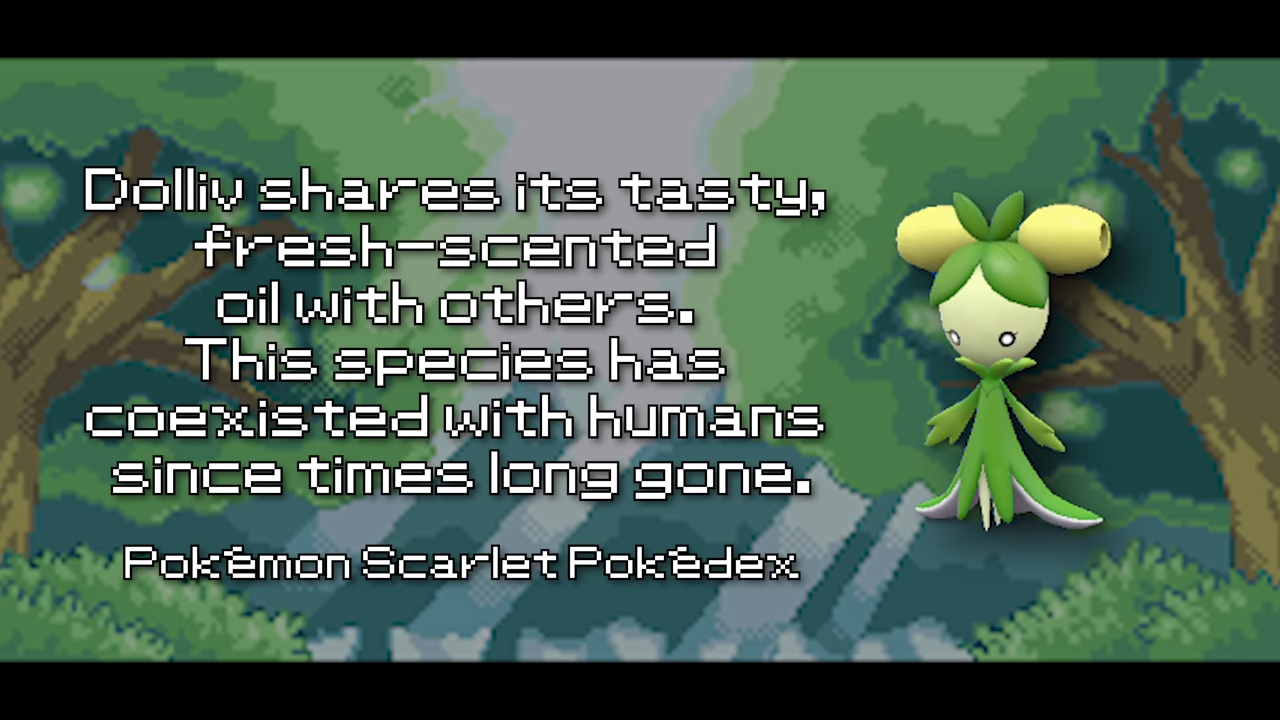 Dolliv shares its tasty,
fresh-scented
oil with others.
This species has
coexisted with humans
since times long gone.
Pokémon Scarlet Pokédex